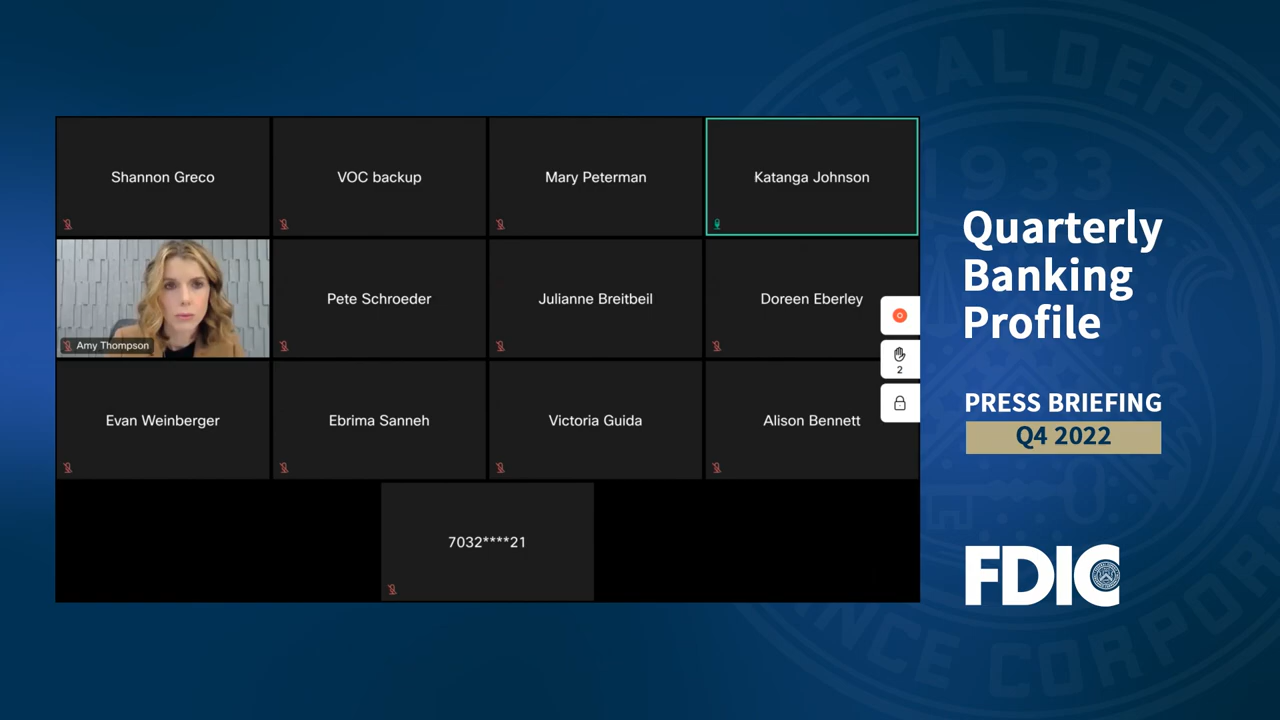 Shannon Greco
VOC backup
Mary Peterman
Katanga Johnson
Amy Thompson
Pete Schroeder
Julianne Breitbeil
Doreen Eberley
2
Evan Weinberger
Ebrima Sanneh
Victoria Guida
Alison Bennett
7032****21
Quarterly
Banking
Profile
PRESS BRIEFING
Q4 2022
FDIC
1933